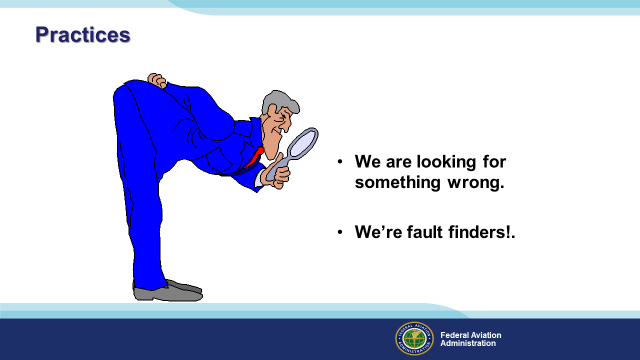 Practices
• We are looking for
something wrong.
• We’re fault finders!.
Federal Aviation
Administration